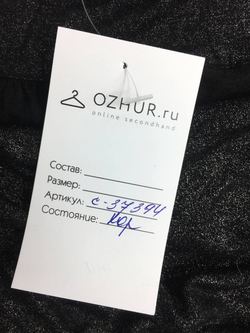 OZHUR.ru
online secondhand
Состав:
Размер:
Артикул: С-37394
Состояние: Хор